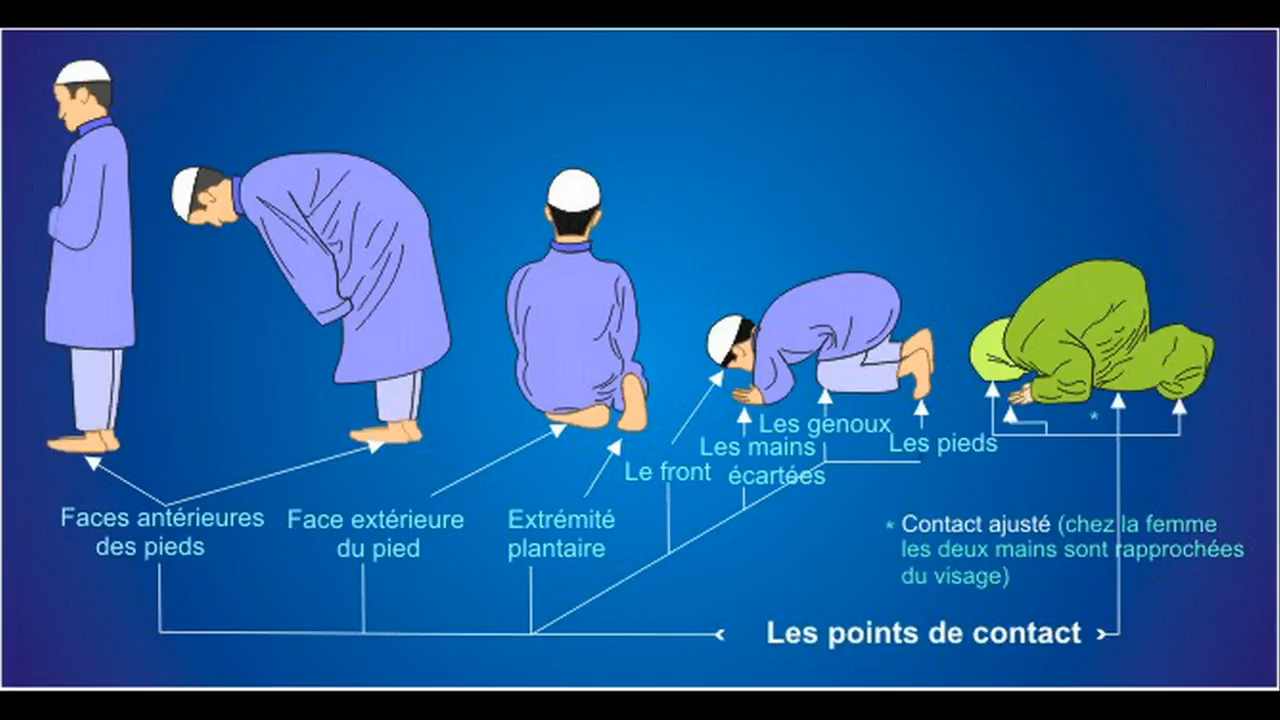 Les genoux
Les mains
écartées
Les pieds
Le front
Faces antérieures
des pieds
Face extérieure
du pied
Extrémité
plantaire
* Contact ajusté (chez la femme
les deux mains sont rapprochées
du visage)
*
Les points de contact